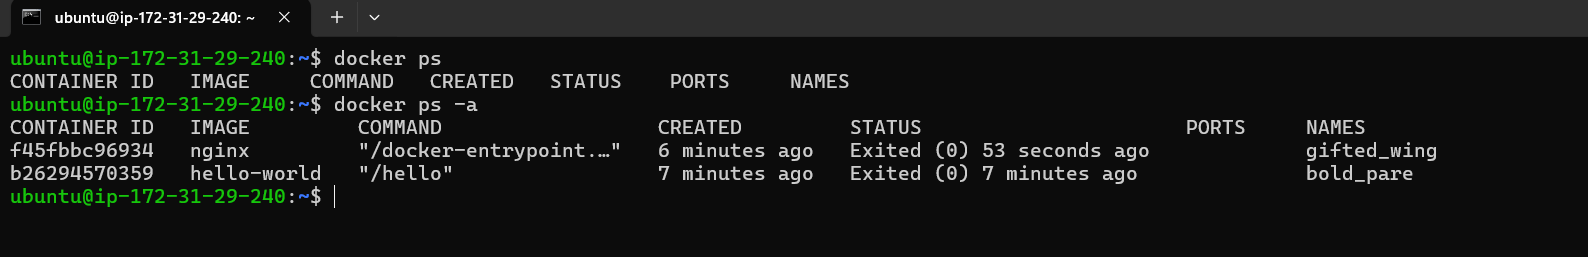 ubuntu@ip-172-31-29-240: ~
ubuntu@ip-172-31-29-240:~$ docker ps
CONTAINER ID   IMAGE     COMMAND   CREATED   STATUS    PORTS     NAMES
ubuntu@ip-172-31-29-240:~$ docker ps -a
CONTAINER ID   IMAGE         COMMAND                  CREATED         STATUS                      PORTS     NAMES
f45fbbc96934   nginx         "/docker-entrypoint.…"   6 minutes ago   Exited (0) 53 seconds ago             gifted_wing
b26294570359   hello-world   "/hello"                 7 minutes ago   Exited (0) 7 minutes ago              bold_pare
ubuntu@ip-172-31-29-240:~$